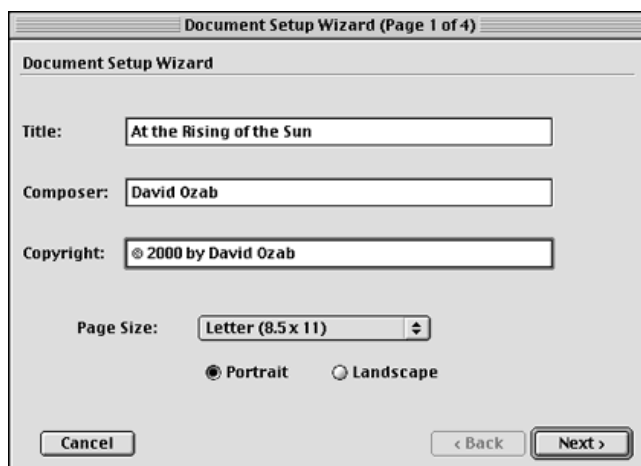 Document Setup Wizard (Page 1 of 4)
Document Setup Wizard
Title: At the Rising of the Sun
Composer: David Ozab
Copyright: © 2000 by David Ozab
Page Size: Letter (8.5 x 11)
Portrait Landscape
Cancel ‹ Back Next ›